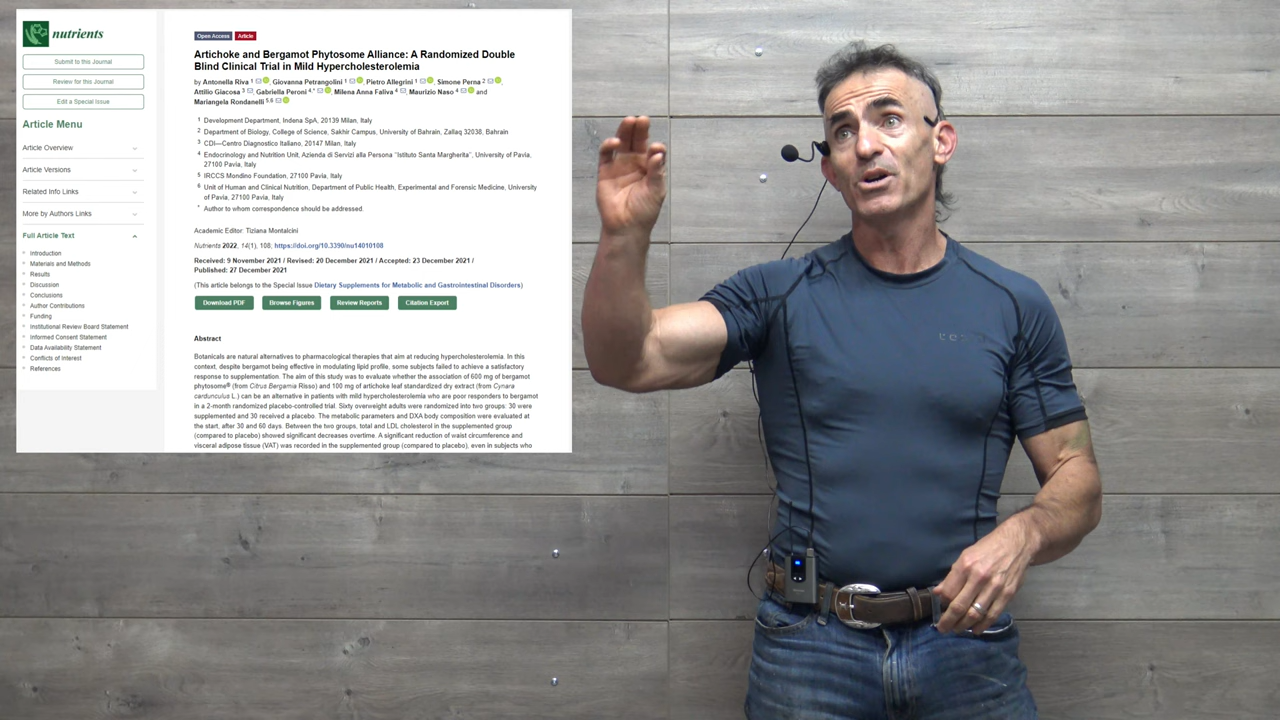 nutrients
Submit to this Journal
Review for this Journal
Edit a Special Issue
Article Menu
Article Overview
Article Versions
Related Info Links
More by Authors Links
Full Article Text
Introduction
Materials and Methods
Results
Discussion
Conclusions
Author Contributions
Funding
Institutional Review Board Statement
Informed Consent Statement
Data Availability Statement
Conflicts of Interest
References
Open Access Article
Artichoke and Bergamot Phytosome Alliance: A Randomized Double
Blind Clinical Trial in Mild Hypercholesterolemia
by Antonella Riva 1, Giovanna Petrangolini 1, Pietro Allegrini 1, Simone Perna 2,
Attilio Giacosa 3, Gabriella Peroni 4,*, Milena Anna Faliva 4, Maurizio Naso 4 and
Mariangela Rondanelli 5,6
1 Development Department, Indena SpA, 20139 Milan, Italy
2 Department of Biology, College of Science, Sakhir Campus, University of Bahrain, Zallaq 32038, Bahrain
3 CDI—Centro Diagnostico Italiano, 20147 Milan, Italy
4 Endocrinology and Nutrition Unit, Azienda di Servizi alla Persona “Istituto Santa Margherita”, University of Pavia,
27100 Pavia, Italy
5 IRCCS Mondino Foundation, 27100 Pavia, Italy
6 Unit of Human and Clinical Nutrition, Department of Public Health, Experimental and Forensic Medicine, University
of Pavia, 27100 Pavia, Italy
* Author to whom correspondence should be addressed.
Academic Editor: Tiziana Montalcini
Nutrients 2022, 14(1), 108; https://doi.org/10.3390/nu14010108
Received: 9 November 2021 / Revised: 20 December 2021 / Accepted: 23 December 2021 /
Published: 27 December 2021
(This article belongs to the Special Issue Dietary Supplements for Metabolic and Gastrointestinal Disorders)
Download PDF Browse Figures Review Reports Citation Export
Abstract
Botanicals are natural alternatives to pharmacological therapies that aim at reducing hypercholesterolemia. In this
context, despite bergamot being effective in modulating lipid profile, some subjects failed to achieve a satisfactory
response to supplementation. The aim of this study was to evaluate whether the association of 600 mg of bergamot
phytosome® (from Citrus Bergamia Risso) and 100 mg of artichoke leaf standardized dry extract (from Cynara
cardunculus L.) can be an alternative in patients with mild hypercholesterolemia who are poor responders to bergamot
in a 2-month randomized placebo-controlled trial. Sixty overweight adults were randomized into two groups: 30 were
supplemented and 30 received a placebo. The metabolic parameters and DXA body composition were evaluated at
the start, after 30 and 60 days. Between the two groups, total and LDL cholesterol in the supplemented group
(compared to placebo) showed significant decreases overtime. A significant reduction of waist circumference and
visceral adipose tissue (VAT) was recorded in the supplemented group (compared to placebo), even in subjects who